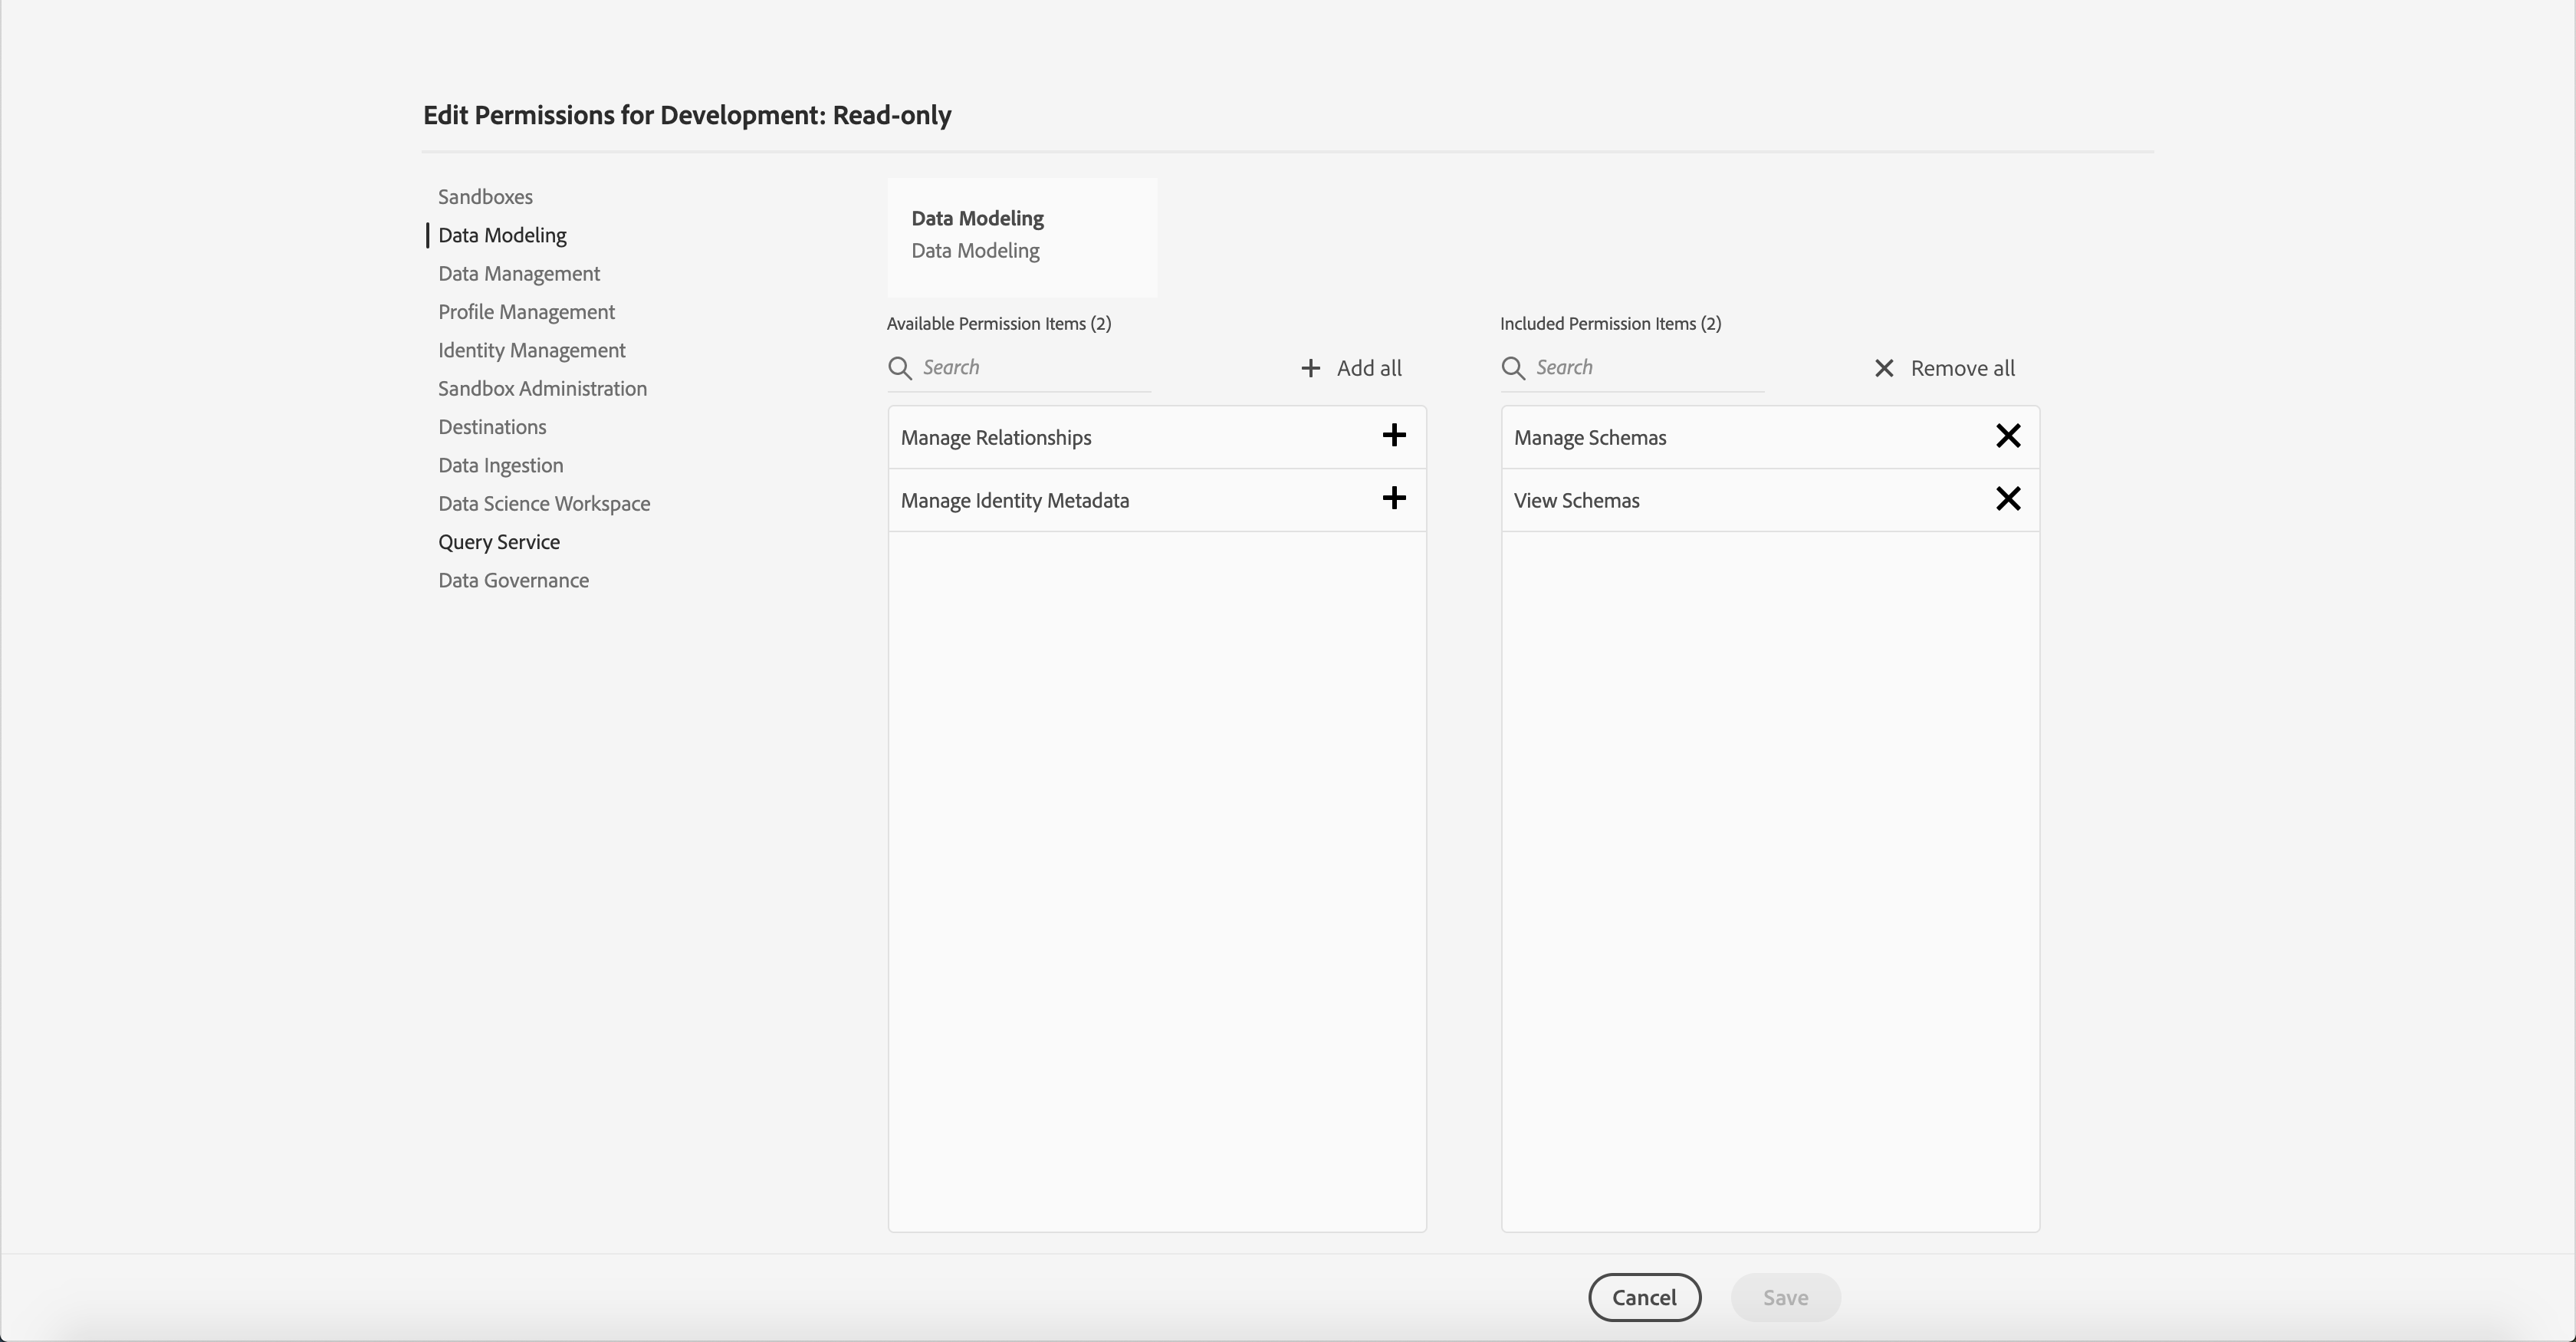 Edit Permissions for Development: Read-only
Sandboxes
Data Modeling
Data Management
Profile Management
Identity Management
Sandbox Administration
Destinations
Data Ingestion
Data Science Workspace
Query Service
Data Governance
Data Modeling
Data Modeling
Available Permission Items (2)
Search
Add all
Manage Relationships
Manage Identity Metadata
Included Permission Items (2)
Search
Remove all
Manage Schemas
View Schemas
Cancel
Save